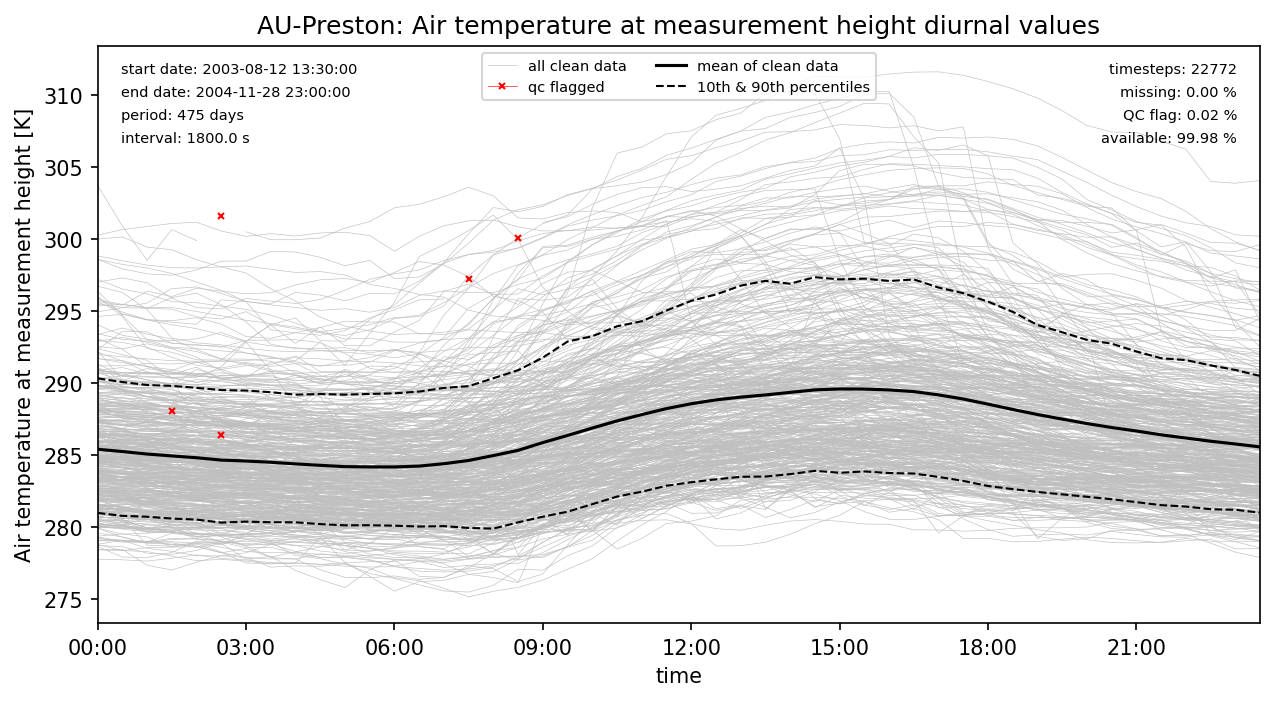 AU-Preston: Air temperature at measurement height diurnal values
start date: 2003-08-12 13:30:00
end date: 2004-11-28 23:00:00
period: 475 days
interval: 1800.0 s
all clean data
qc flagged
mean of clean data
10th & 90th percentiles
timesteps: 22772
missing: 0.00 %
QC flag: 0.02 %
available: 99.98 %
Air temperature at measurement height [K]
310
305
300
295
290
285
280
275
00:00 03:00 06:00 09:00 12:00 15:00 18:00 21:00
time